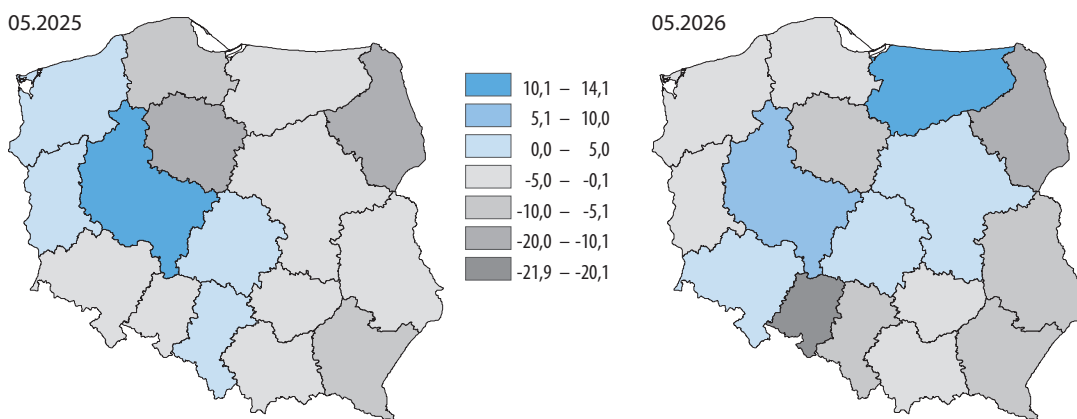 05.2025
05.2026
10,1 – 14,1
5,1 – 10,0
0,0 – 5,0
-5,0 – -0,1
-10,0 – -5,1
-20,0 – -10,1
-21,9 – -20,1